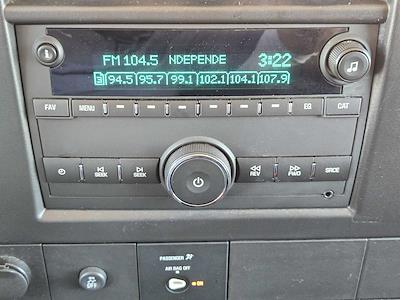 FM 104.5 NDEPENDE 3:22
94.5 95.7 99.1 102.1 104.1 107.9
FAV MENU EQ CAT
SEEK SEEK REV FWD SRCE
PASSENGER
AIR BAG OFF
ON
OFF